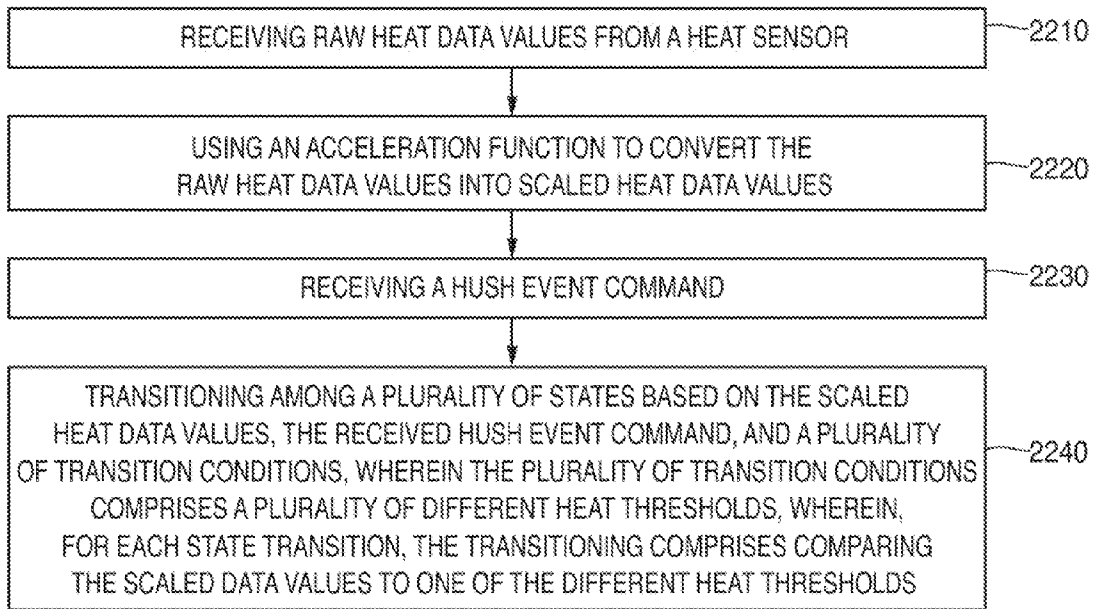 RECEIVING RAW HEAT DATA VALUES FROM A HEAT SENSOR
2210
USING AN ACCELERATION FUNCTION TO CONVERT THE
RAW HEAT DATA VALUES INTO SCALED HEAT DATA VALUES
2220
RECEIVING A HUSH EVENT COMMAND
2230
TRANSITIONING AMONG A PLURALITY OF STATES BASED ON THE SCALED
HEAT DATA VALUES, THE RECEIVED HUSH EVENT COMMAND, AND A PLURALITY
OF TRANSITION CONDITIONS, WHEREIN THE PLURALITY OF TRANSITION CONDITIONS
COMPRISES A PLURALITY OF DIFFERENT HEAT THRESHOLDS, WHEREIN,
FOR EACH STATE TRANSITION, THE TRANSITIONING COMPRISES COMPARING
THE SCALED DATA VALUES TO ONE OF THE DIFFERENT HEAT THRESHOLDS
2240